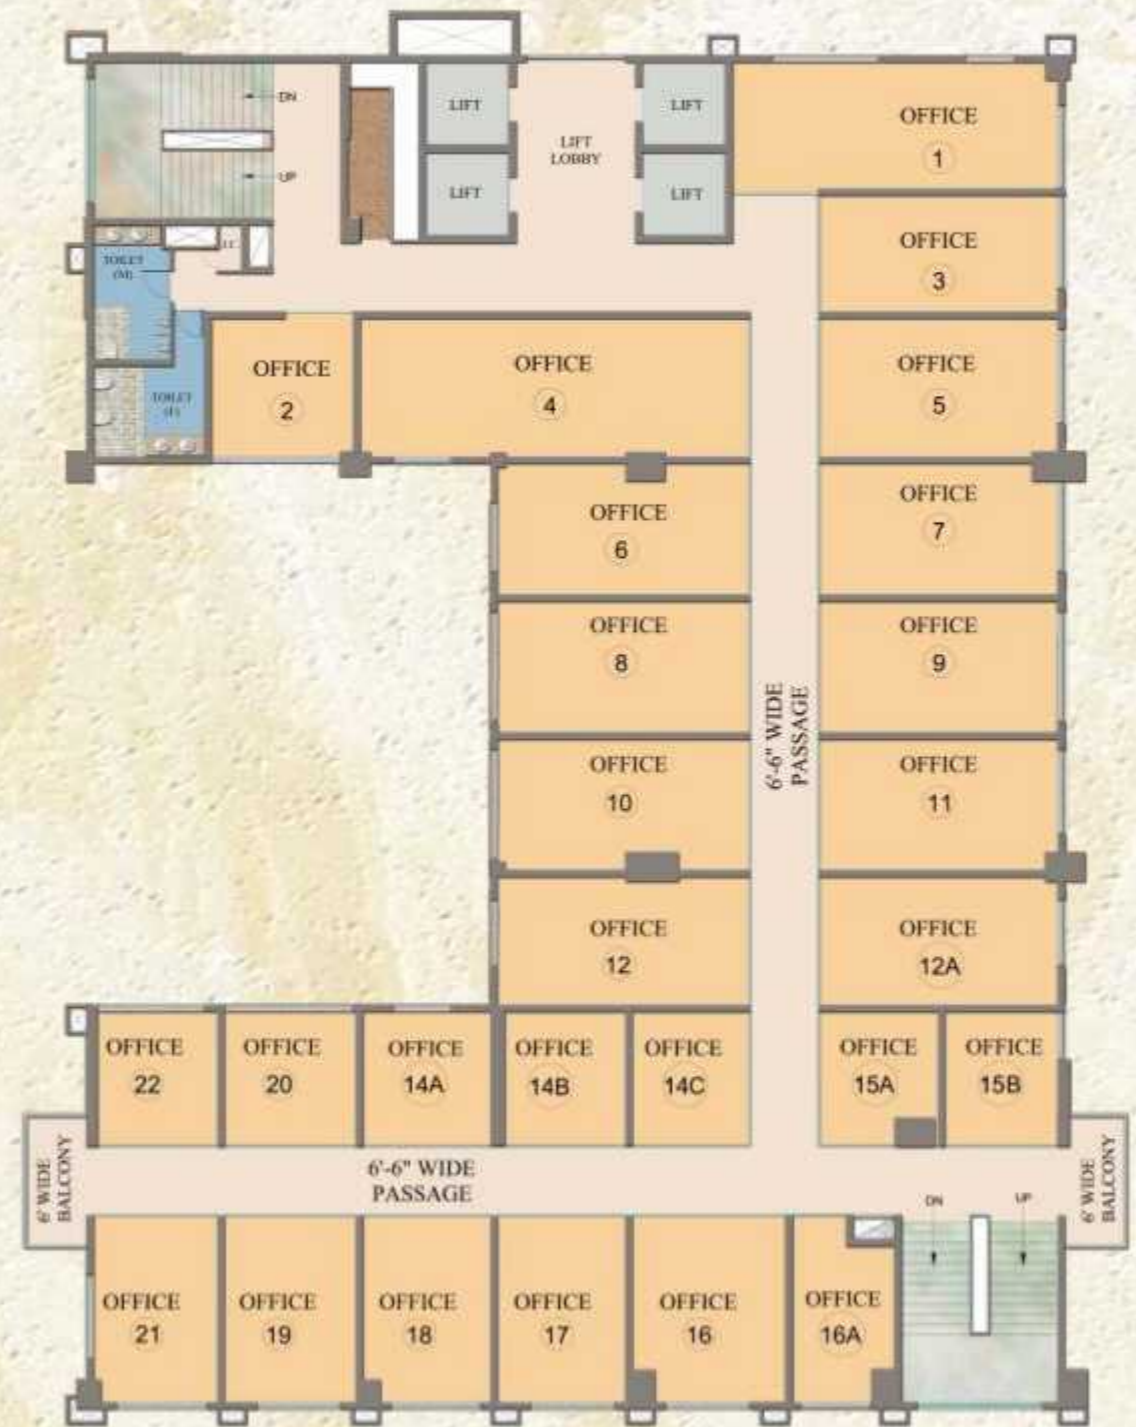 DN
UP
LIFT
LIFT
LIFT
LOBBY
LIFT
LIFT
OFFICE
1
OFFICE
3
TOILET
(M)
TOILET
(F)
OFFICE
2
OFFICE
4
OFFICE
5
OFFICE
6
OFFICE
7
OFFICE
8
OFFICE
9
6'-6" WIDE
PASSAGE
OFFICE
10
OFFICE
11
OFFICE
12
OFFICE
12A
OFFICE
22
OFFICE
20
OFFICE
14A
OFFICE
14B
OFFICE
14C
OFFICE
15A
OFFICE
15B
6' WIDE
BALCONY
6'-6" WIDE
PASSAGE
DN
UP
6' WIDE
BALCONY
OFFICE
21
OFFICE
19
OFFICE
18
OFFICE
17
OFFICE
16
OFFICE
16A